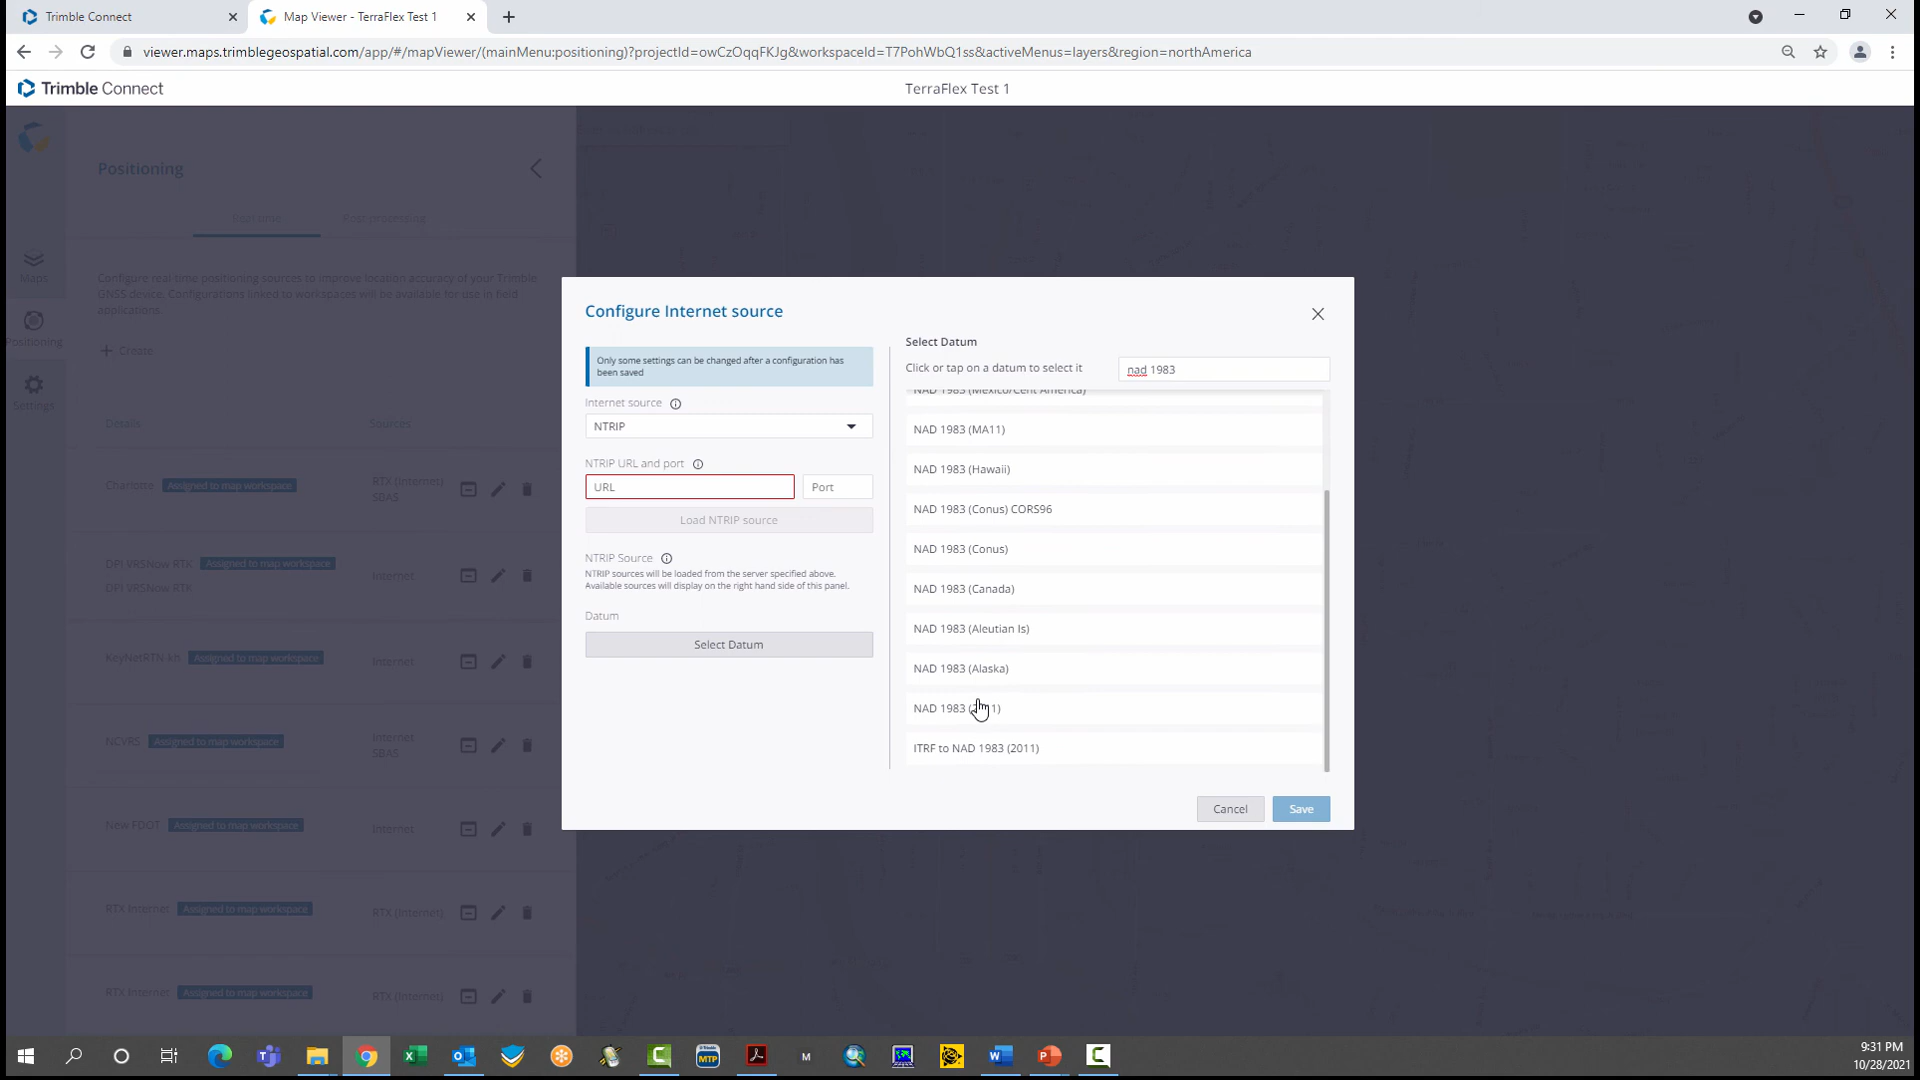 Trimble Connect
Map Viewer - TerraFlex Test 1
viewer.maps.trimblegeospatial.com/app/#/mapViewer/(mainMenu:positioning)?projectId=owCzOqqFKJg&workspaceId=T7PohWbQ1ss&activeMenus=layers&region=northAmerica
Trimble Connect
TerraFlex Test 1
Positioning
Real-time
Post-processing
Maps
Positioning
Settings
Configure real-time positioning sources to improve location accuracy of your Trimble
GNSS device. Configurations linked to workspaces will be available for use in field
applications.
+ Create
Details
Sources
Charlotte
Assigned to map workspace
RTX (Internet)
SBAS
DPI VRSNow RTK
Assigned to map workspace
DPI VRSNow RTK
Internet
KeyNetRTN-kh
Assigned to map workspace
Internet
NCVRS
Assigned to map workspace
Internet
SBAS
New FDOT
Assigned to map workspace
Internet
RTX Internet
Assigned to map workspace
RTX (Internet)
RTX Internet
Assigned to map workspace
RTX (Internet)
Configure Internet source
Only some settings can be changed after a configuration has
been saved
Internet source
NTRIP
NTRIP URL and port
URL
Port
Load NTRIP source
NTRIP Source
NTRIP sources will be loaded from the server specified above.
Available sources will display on the right hand side of this panel.
Datum
Select Datum
Select Datum
Click or tap on a datum to select it
nad 1983
NAD 1983 (Mexico/Cent America)
NAD 1983 (MA11)
NAD 1983 (Hawaii)
NAD 1983 (Conus) CORS96
NAD 1983 (Conus)
NAD 1983 (Canada)
NAD 1983 (Aleutian Is)
NAD 1983 (Alaska)
NAD 1983
ITRF to NAD 1983 (2011)
Cancel
Save
MTP
M
9:31 PM
10/28/2021